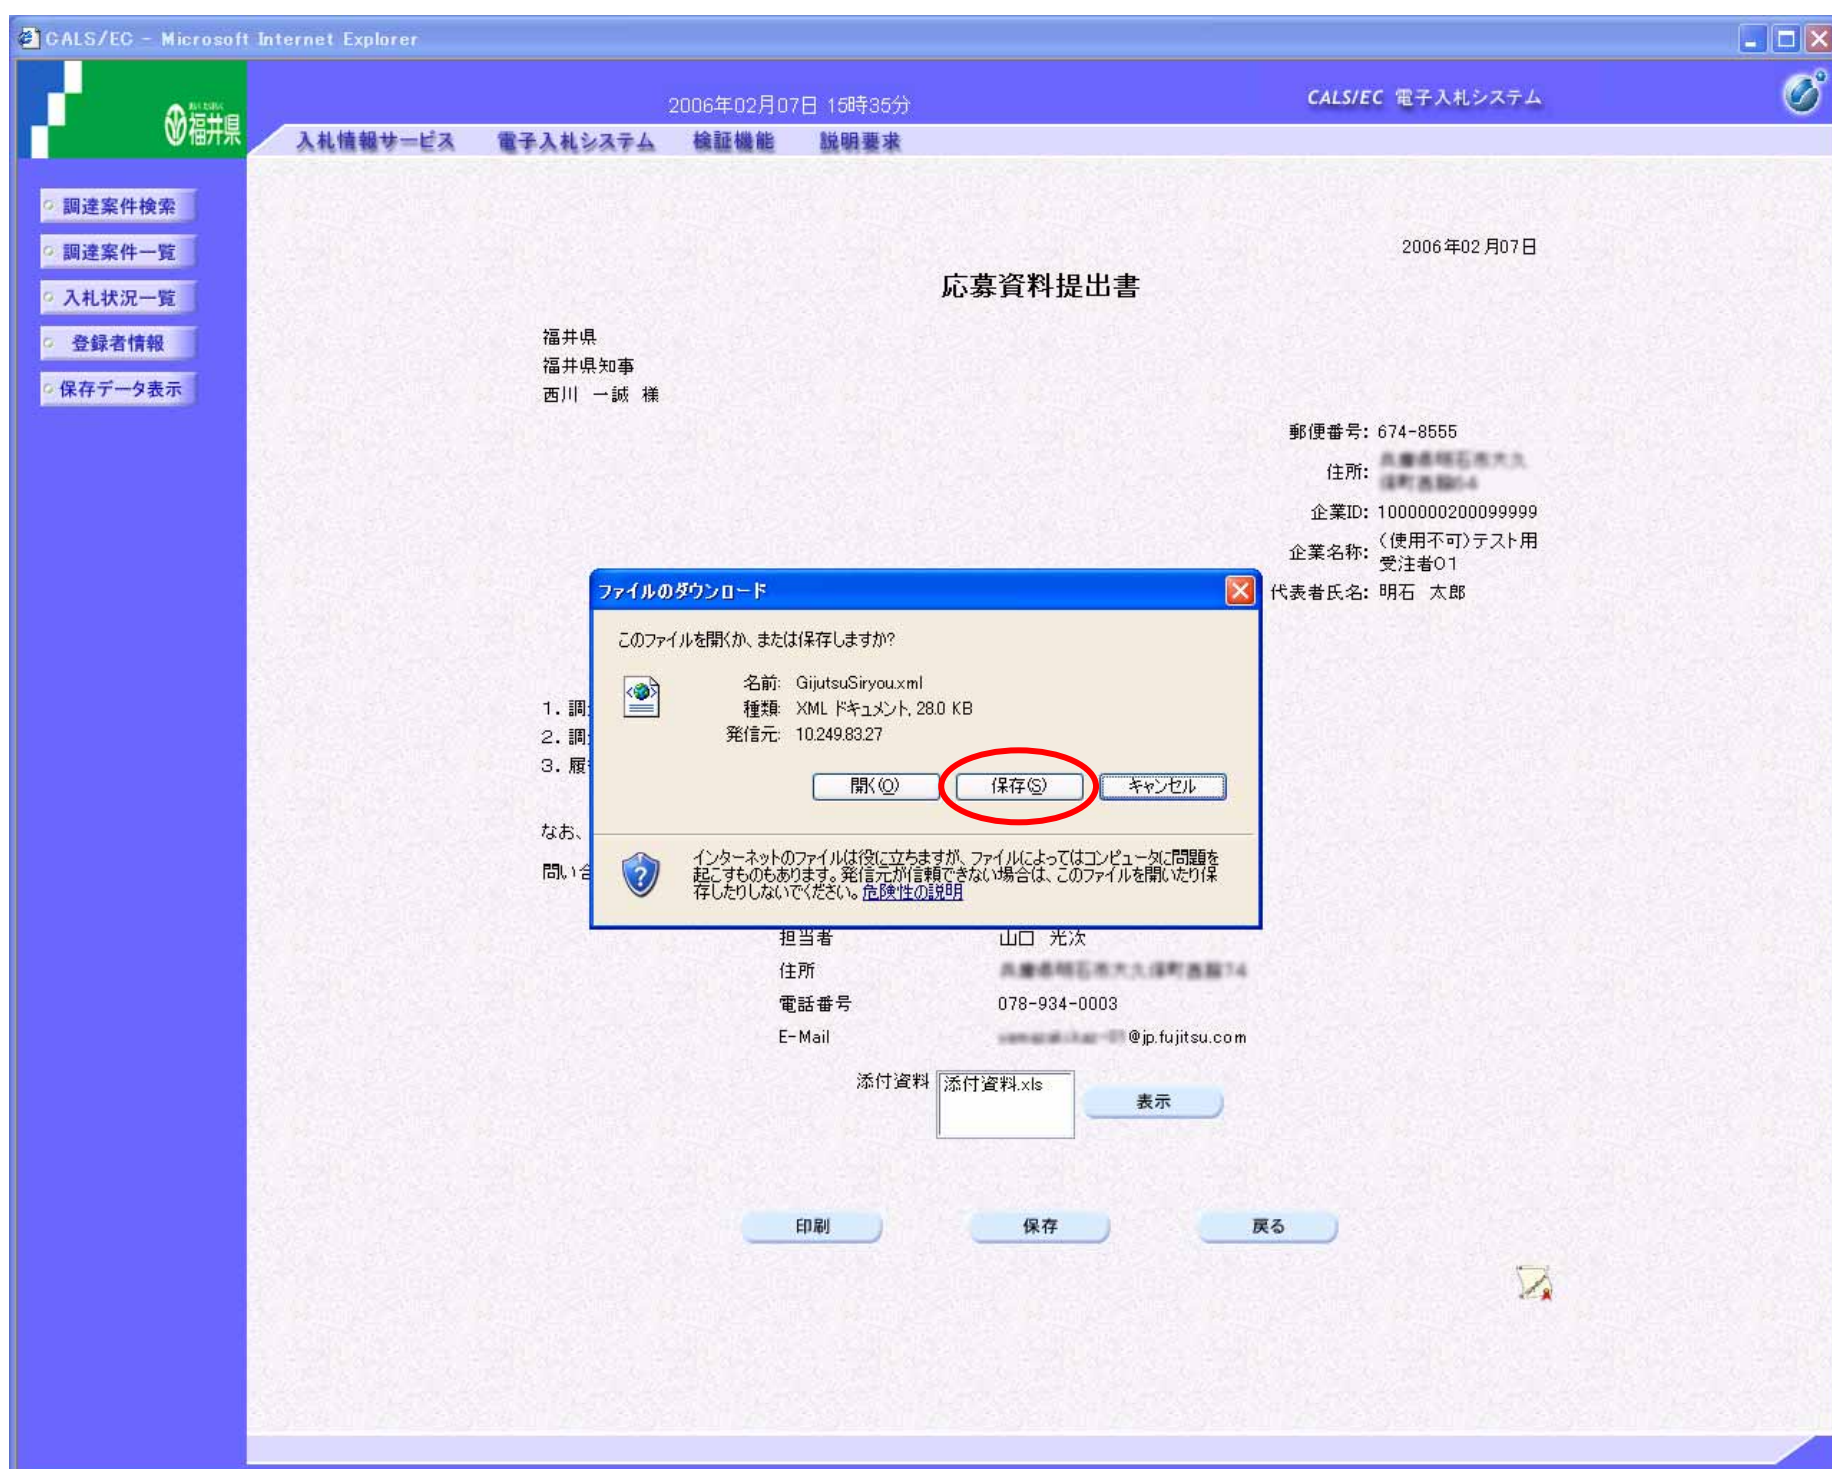 CALS/EC - Microsoft Internet Explorer
福井県
2006年02月07日 15時35分
CALS/EC 電子入札システム
入札情報サービス 電子入札システム 検証機能 説明要求
調達案件検索
調達案件一覧
入札状況一覧
登録者情報
保存データ表示
2006年02月07日
応募資料提出書
福井県
福井県知事
西川 一誠 様
郵便番号: 674-8555
住所:
企業ID: 1000000200099999
企業名称: (使用不可)テスト用
受注者01
代表者氏名: 明石 太郎
ファイルのダウンロード
このファイルを開くか、または保存しますか?
名前: GijutsuSiryou.xml
種類: XML ドキュメント, 28.0 KB
発信元: 10.249.83.27
開く(O) 保存(S) キャンセル
インターネットのファイルは役に立ちますが、ファイルによってはコンピュータに問題を
起こすものもあります。発信元が信頼できない場合は、このファイルを開いたり保
存したりしないでください。危険性の説明
1. 調
2. 調
3. 履
なお、
問い合
担当者 山口 光次
住所
電話番号 078-934-0003
E-Mail @jp.fujitsu.com
添付資料 添付資料.xls 表示
印刷 保存 戻る